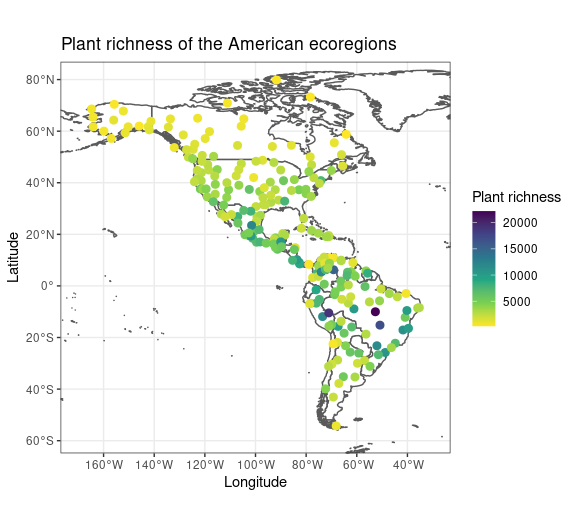 Plant richness of the American ecoregions
80°N
60°N
40°N
20°N
0°
20°S
40°S
60°S
Latitude
160°W 140°W 120°W 100°W 80°W 60°W 40°W
Longitude
Plant richness
20000
15000
10000
5000